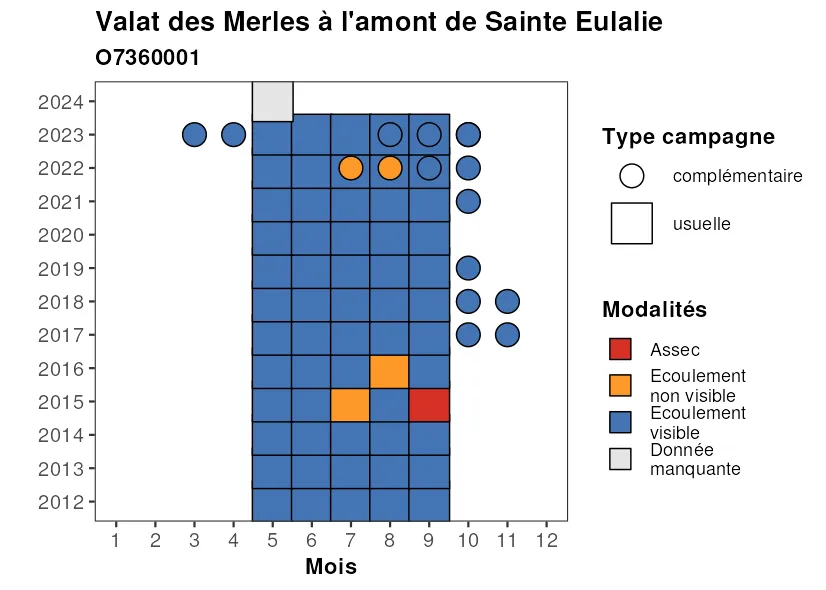 Valat des Merles à l'amont de Sainte Eulalie
O7360001
2024
2023
2022
2021
2020
2019
2018
2017
2016
2015
2014
2013
2012
1 2 3 4 5 6 7 8 9 10 11 12
Mois
Type campagne
complémentaire
usuelle
Modalités
Assec
Ecoulement
non visible
Ecoulement
visible
Donnée
manquante